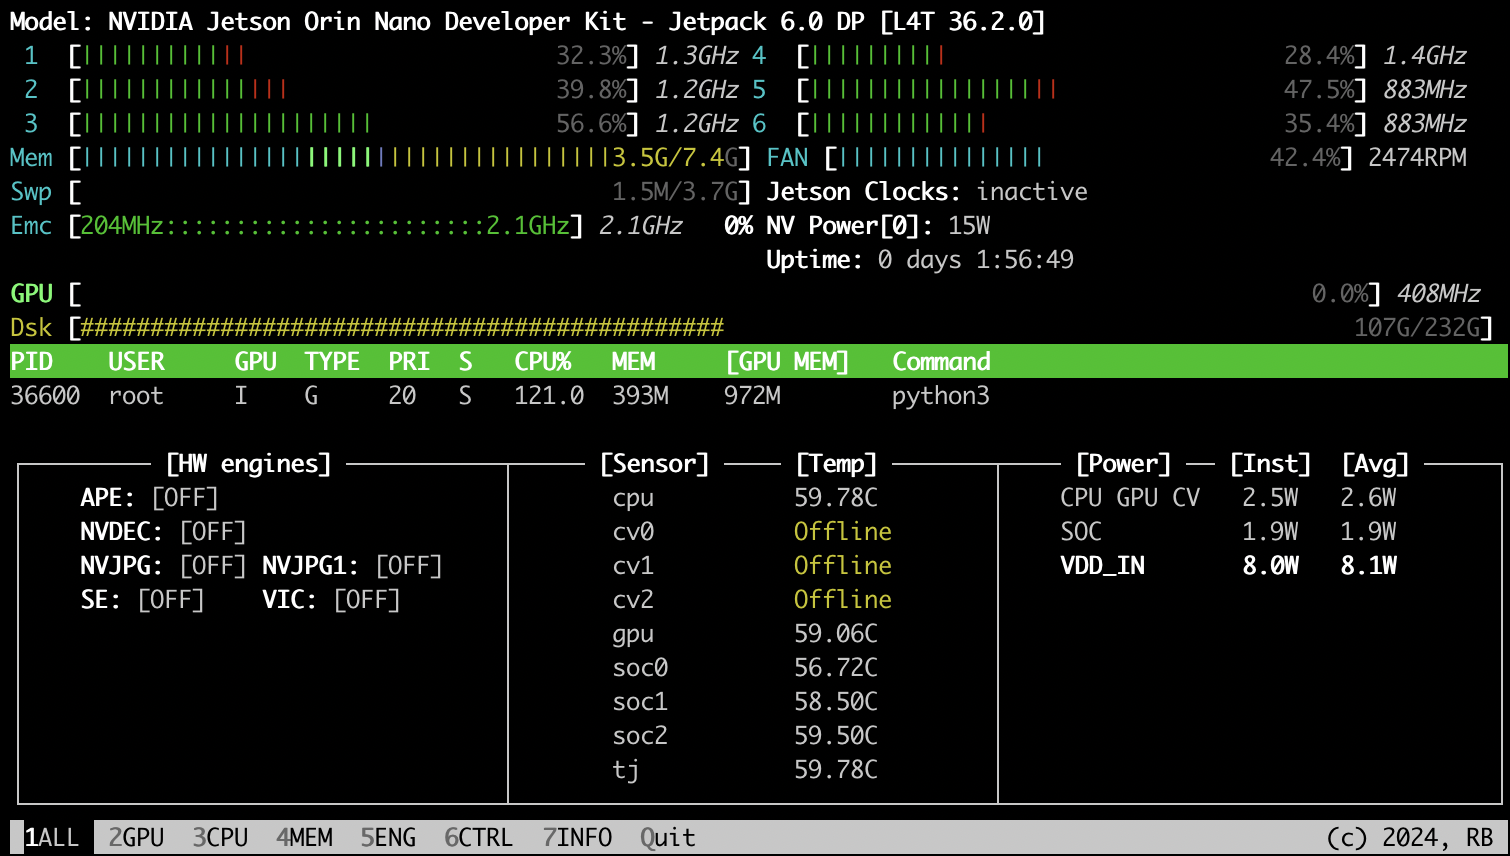 Model: NVIDIA Jetson Orin Nano Developer Kit - Jetpack 6.0 DP [L4T 36.2.0]
1 [||||||||||||| 32.3%] 1.3GHz 4 [|||||||||| 28.4%] 1.4GHz
2 [|||||||||||||||| 39.8%] 1.2GHz 5 [|||||||||||||||||| 47.5%] 883MHz
3 [||||||||||||||||||||| 56.6%] 1.2GHz 6 [||||||||||||| 35.4%] 883MHz
Mem [||||||||||||||||||||||||||||||||||||||3.5G/7.4G] FAN [||||||||||||||| 42.4%] 2474RPM
Swp [ 1.5M/3.7G] Jetson Clocks: inactive
Emc [204MHz:::::::::::::::::::::::2.1GHz] 2.1GHz 0% NV Power[0]: 15W
Uptime: 0 days 1:56:49
GPU [ 0.0%] 408MHz
Dsk [############################################## 107G/232G]
PID USER GPU TYPE PRI S CPU% MEM [GPU MEM] Command
36600 root I G 20 S 121.0 393M 972M python3
[HW engines] [Sensor] [Temp] [Power] [Inst] [Avg]
APE: [OFF] cpu 59.78C CPU GPU CV 2.5W 2.6W
NVDEC: [OFF] cv0 Offline SOC 1.9W 1.9W
NVJPG: [OFF] NVJPG1: [OFF] cv1 Offline VDD_IN 8.0W 8.1W
SE: [OFF] VIC: [OFF] cv2 Offline
gpu 59.06C
soc0 56.72C
soc1 58.50C
soc2 59.50C
tj 59.78C
1ALL 2GPU 3CPU 4MEM 5ENG 6CTRL 7INFO Quit (c) 2024, RB